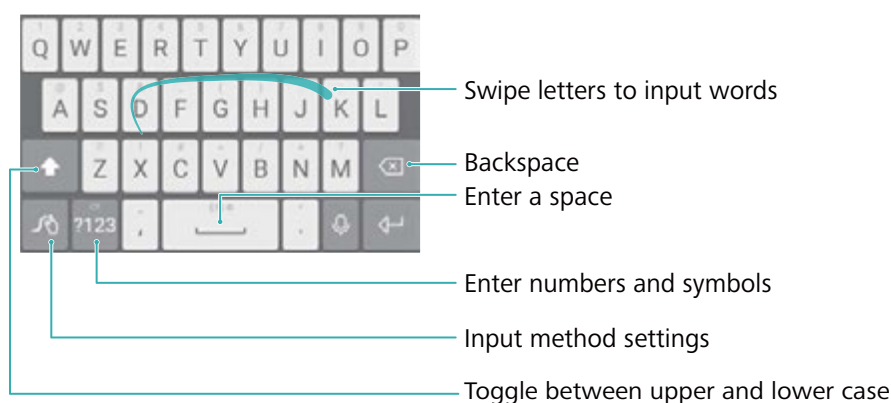 Q W E R T Y U I O P
A S D F G H J K L
Swipe letters to input words
Z X C V B N M
Backspace
Enter a space
?123 , .
Enter numbers and symbols
Input method settings
Toggle between upper and lower case